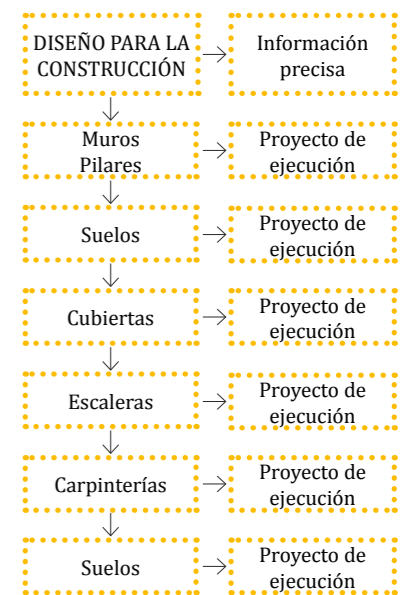 DISEÑO PARA LA
CONSTRUCCIÓN
Información
precisa
Muros
Pilares
Proyecto de
ejecución
Suelos
Proyecto de
ejecución
Cubiertas
Proyecto de
ejecución
Escaleras
Proyecto de
ejecución
Carpinterías
Proyecto de
ejecución
Suelos
Proyecto de
ejecución